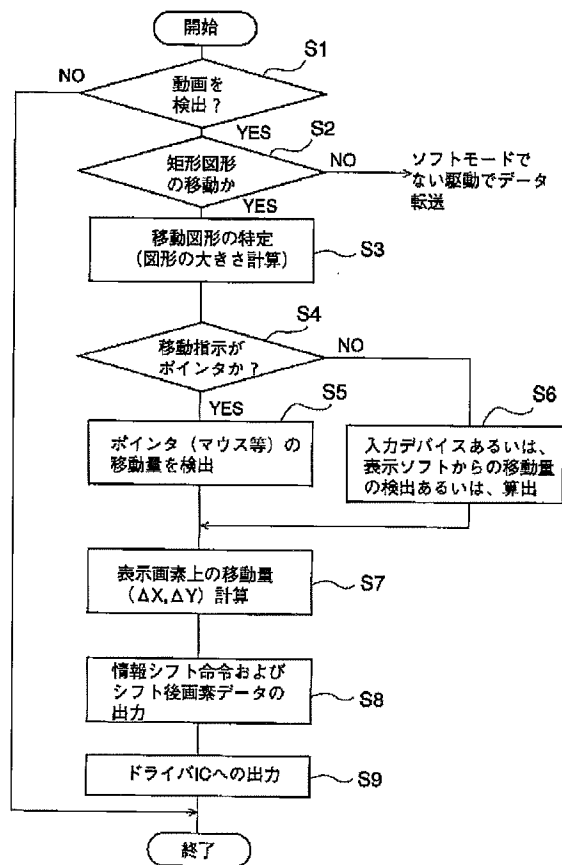 開始
S1
NO
動画を
検出？
YES
S2
矩形図形
の移動か
NO
ソフトモードで
ない駆動でデータ
転送
YES
移動図形の特定
（図形の大きさ計算）
S3
S4
移動指示が
ポインタか？
NO
YES
S5
ポインタ（マウス等）の
移動量を検出
S6
入力デバイスあるいは、
表示ソフトからの移動量
の検出あるいは、算出
表示画素上の移動量
（ΔX,ΔY）計算
S7
情報シフト命令および
シフト後画素データの
出力
S8
ドライバICへの出力
S9
終了